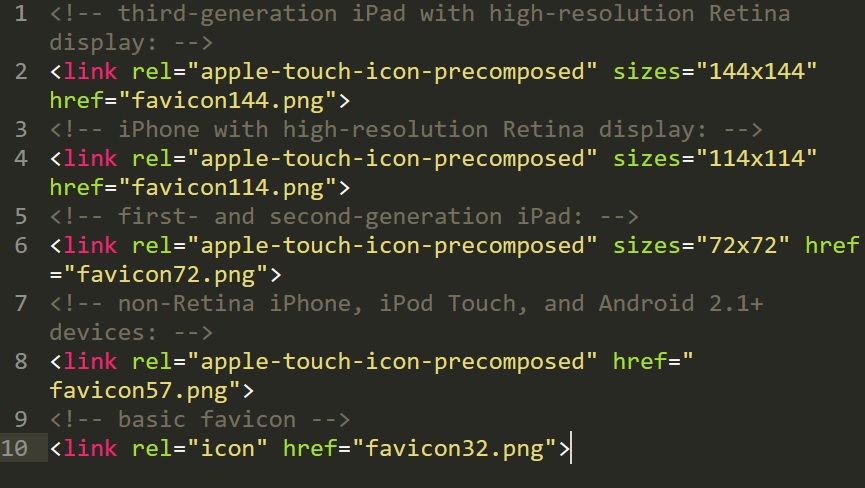 1 <!-- third-generation iPad with high-resolution Retina
display: -->
2 <link rel="apple-touch-icon-precomposed" sizes="144x144"
href="favicon144.png">
3 <!-- iPhone with high-resolution Retina display: -->
4 <link rel="apple-touch-icon-precomposed" sizes="114x114"
href="favicon114.png">
5 <!-- first- and second-generation iPad: -->
6 <link rel="apple-touch-icon-precomposed" sizes="72x72" href
="favicon72.png">
7 <!-- non-Retina iPhone, iPod Touch, and Android 2.1+
devices: -->
8 <link rel="apple-touch-icon-precomposed" href="
favicon57.png">
9 <!-- basic favicon -->
10 <link rel="icon" href="favicon32.png">